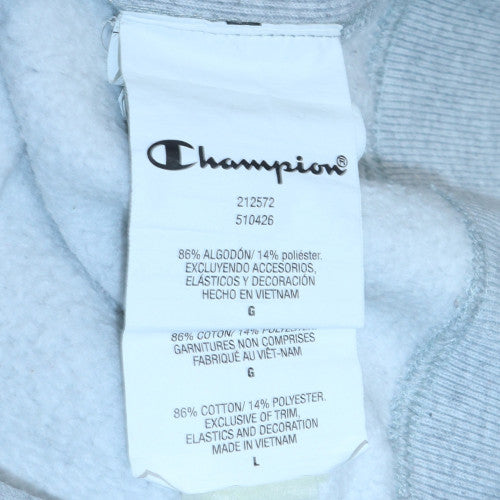 Champion®
212572
510426
86% ALGODÓN/ 14% poliéster.
EXCLUYENDO ACCESORIOS,
ELÁSTICOS Y DECORACIÓN
HECHO EN VIETNAM
G
86% COTON/ 14% POLYESTER.
GARNITURES NON COMPRISES
FABRIQUÉ AU VIÊT-NAM
G
86% COTTON/ 14% POLYESTER.
EXCLUSIVE OF TRIM,
ELASTICS AND DECORATION
MADE IN VIETNAM
L